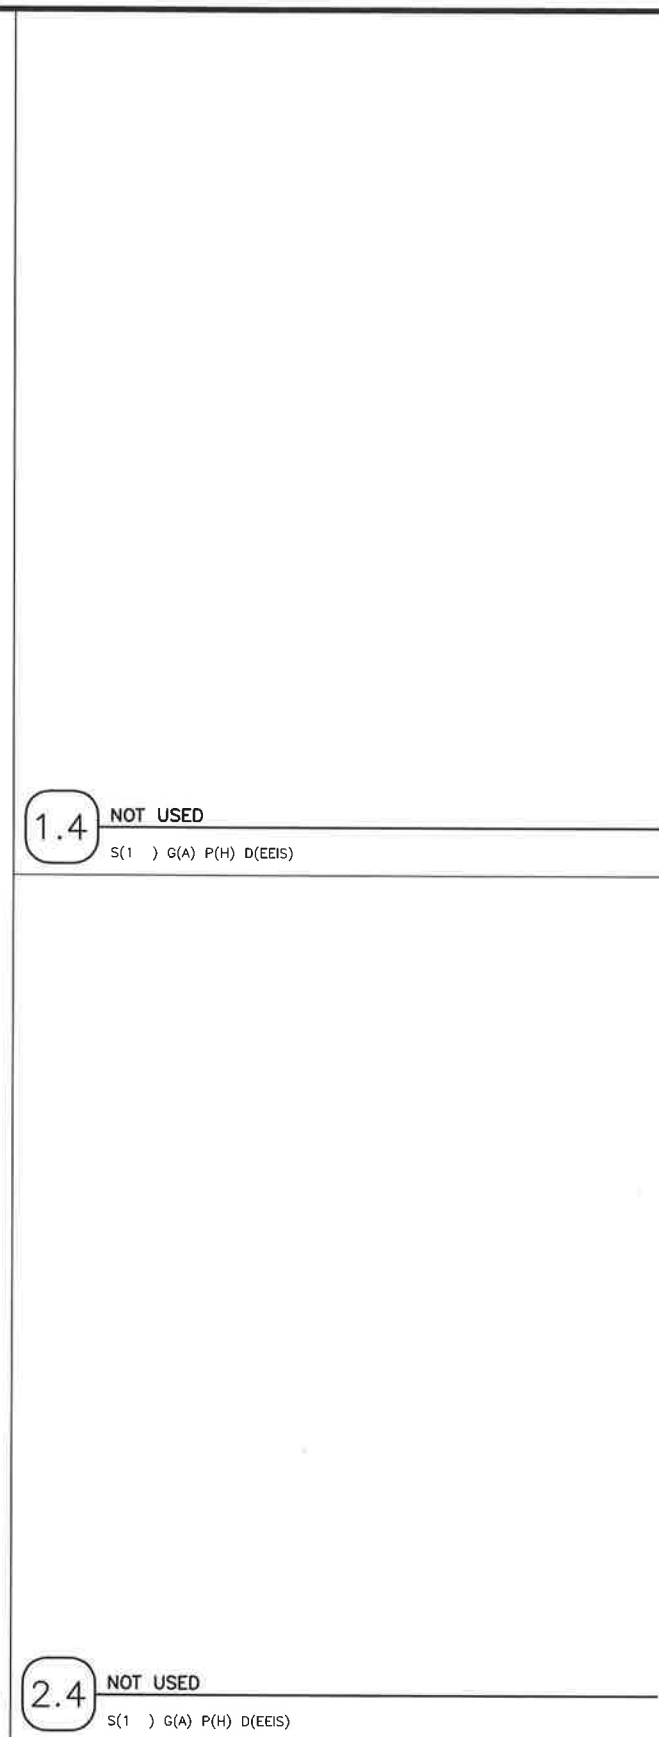 1.4 NOT USED
S(1 ) G(A) P(H) D(EEIS)
2.4 NOT USED
S(1 ) G(A) P(H) D(EEIS)